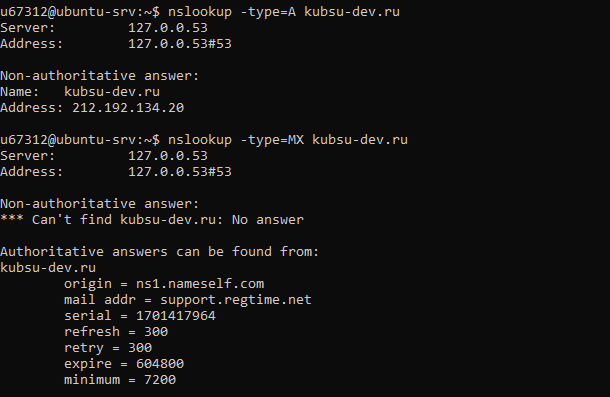 u67312@ubuntu-srv:~$ nslookup -type=A kubsu-dev.ru
Server:         127.0.0.53
Address:        127.0.0.53#53

Non-authoritative answer:
Name:   kubsu-dev.ru
Address: 212.192.134.20

u67312@ubuntu-srv:~$ nslookup -type=MX kubsu-dev.ru
Server:         127.0.0.53
Address:        127.0.0.53#53

Non-authoritative answer:
*** Can't find kubsu-dev.ru: No answer

Authoritative answers can be found from:
kubsu-dev.ru
        origin = ns1.nameself.com
        mail addr = support.regtime.net
        serial = 1701417964
        refresh = 300
        retry = 300
        expire = 604800
        minimum = 7200